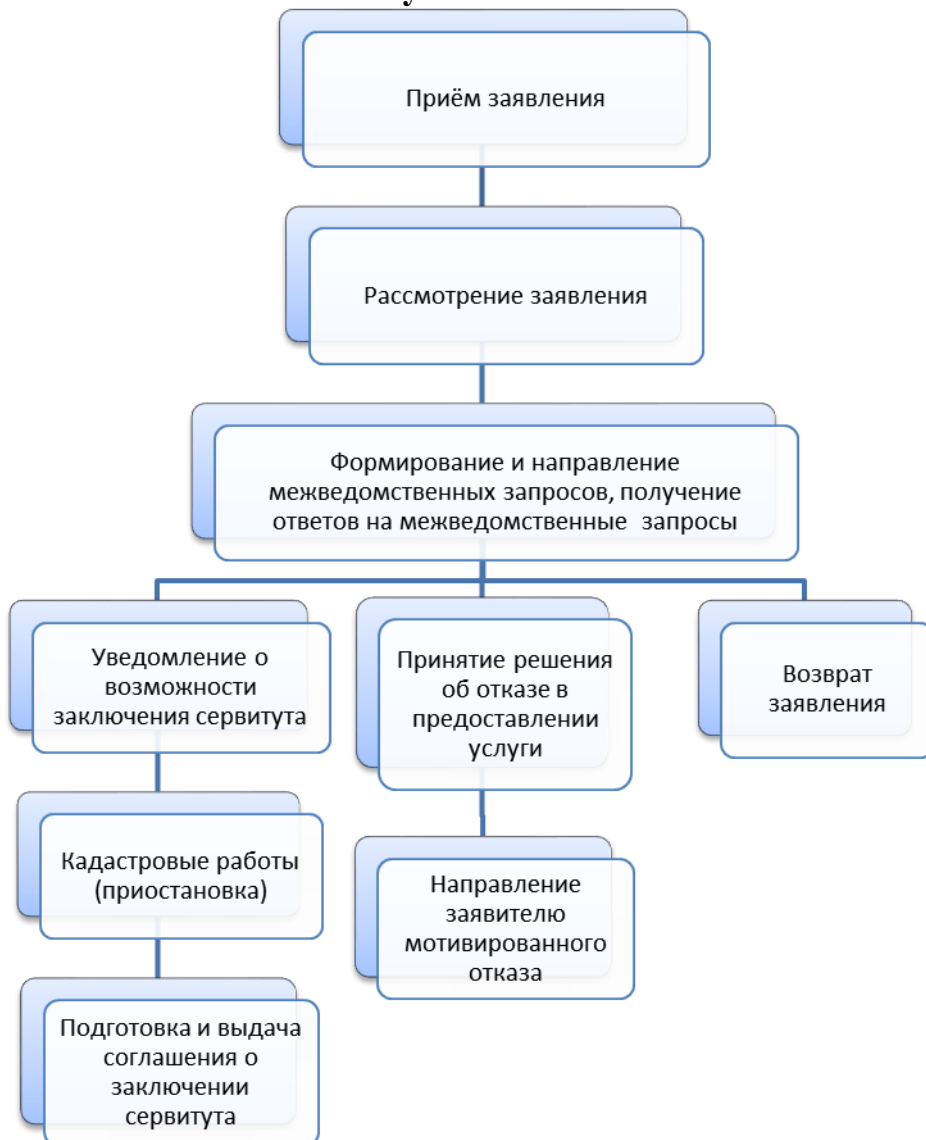 Приём заявления
Рассмотрение заявления
Формирование и направление
межведомственных запросов, получение
ответов на межведомственные запросы
Уведомление о
возможности
заключения сервитута
Принятие решения
об отказе в
предоставлении
услуги
Возврат
заявления
Кадастровые работы
(приостановка)
Направление
заявителю
мотивированного
отказа
Подготовка и выдача
соглашения о
заключении
сервитута